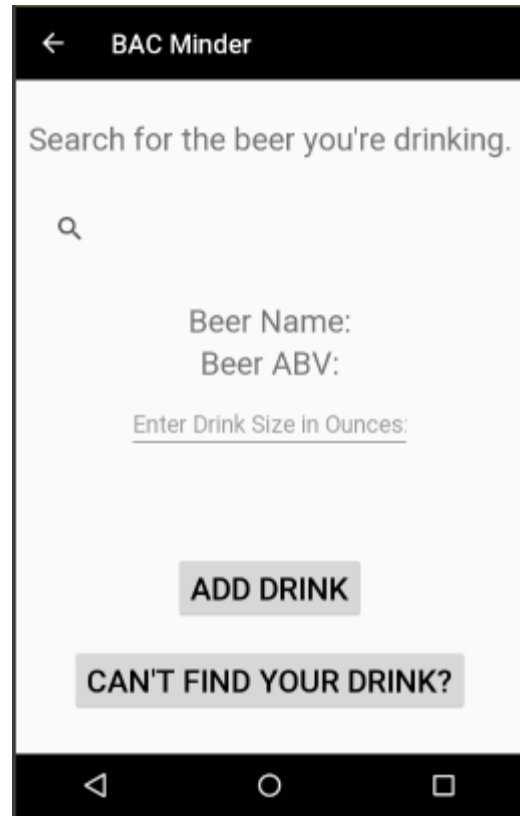 BAC Minder
Search for the beer you're drinking.
Beer Name:
Beer ABV:
Enter Drink Size in Ounces:
ADD DRINK
CAN'T FIND YOUR DRINK?